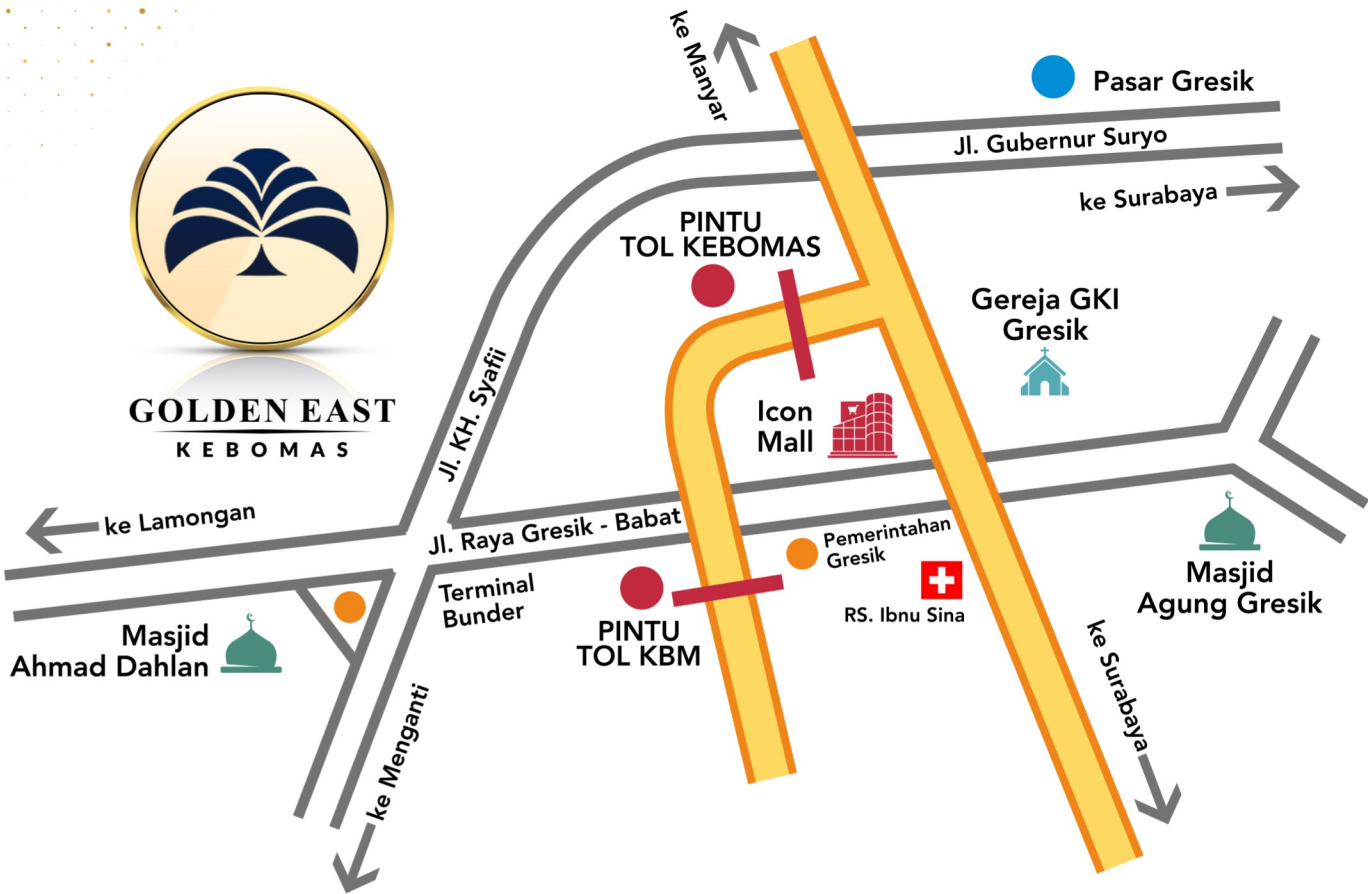 ke Manyar
Pasar Gresik
Jl. Gubernur Suryo
ke Surabaya
PINTU
TOL KEBOMAS
Gereja GKI
Gresik
Jl. KH. Syafii
Icon
Mall
GOLDEN EAST
KEBOMAS
ke Lamongan
Jl. Raya Gresik - Babat
Pemerintahan
Gresik
Terminal
Bunder
RS. Ibnu Sina
Masjid
Agung Gresik
PINTU
TOL KBM
Masjid
Ahmad Dahlan
ke Surabaya
ke Menganti